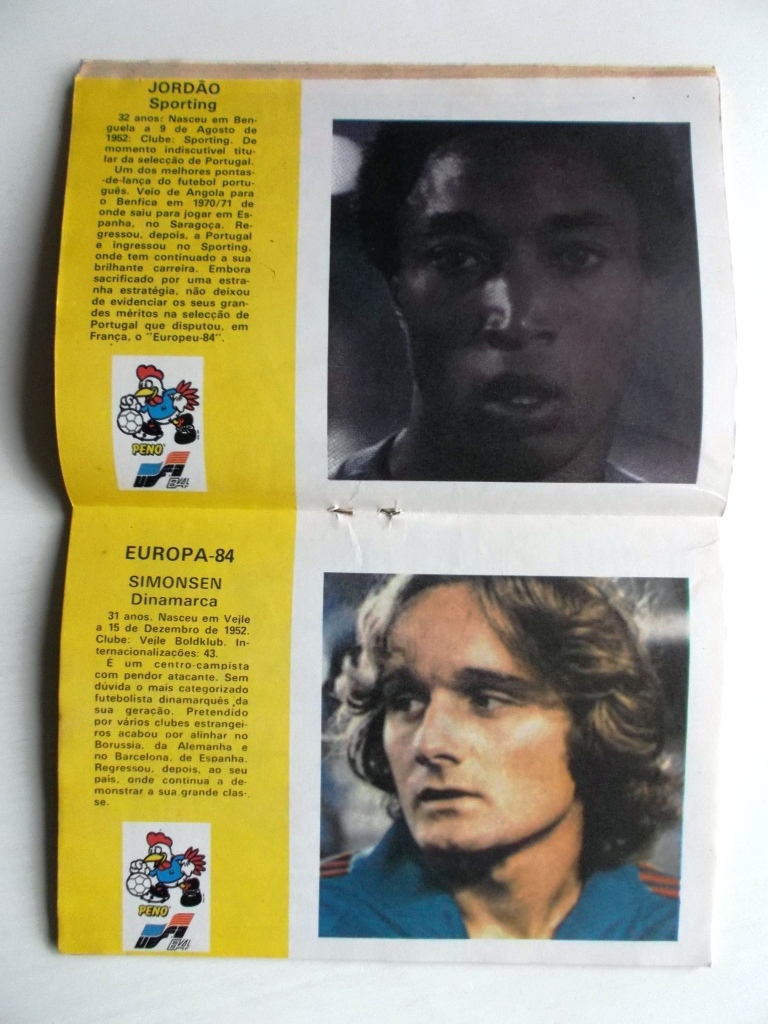 JORDÃO
Sporting
32 anos: Nasceu em Ben-
guela a 9 de Agosto de
1952: Clube: Sporting. De
momento indiscutível titu-
lar da selecção de Portugal.
Um dos melhores pontas-
-de-lança do futebol portu-
guês. Veio de Angola para
o Benfica em 1970/71 de
onde saiu para jogar em Es-
panha, no Saragoça. Re-
gressou, depois, a Portugal
e ingressou no Sporting,
onde tem continuado a sua
brilhante carreira. Embora
sacrificado por uma estra-
nha estratégia, não deixou
de evidenciar os seus gran-
des méritos na selecção de
Portugal que disputou, em
França, o "Europeu-84".
PENO
84
EUROPA-84
SIMONSEN
Dinamarca
31 anos. Nasceu em Vejle
a 15 de Dezembro de 1952.
Clube: Vejle Boldklub. In-
ternacionalizações: 43.
É um centro-campista
com pendor atacante. Sem
dúvida o mais categorizado
futebolista dinamarquês da
sua geração. Pretendido
por vários clubes estrangei-
ros acabou por alinhar no
Borussia, da Alemanha e
no Barcelona, de Espanha.
Regressou, depois, ao seu
país, onde continua a de-
monstrar a sua grande clas-
se.
PENO
84